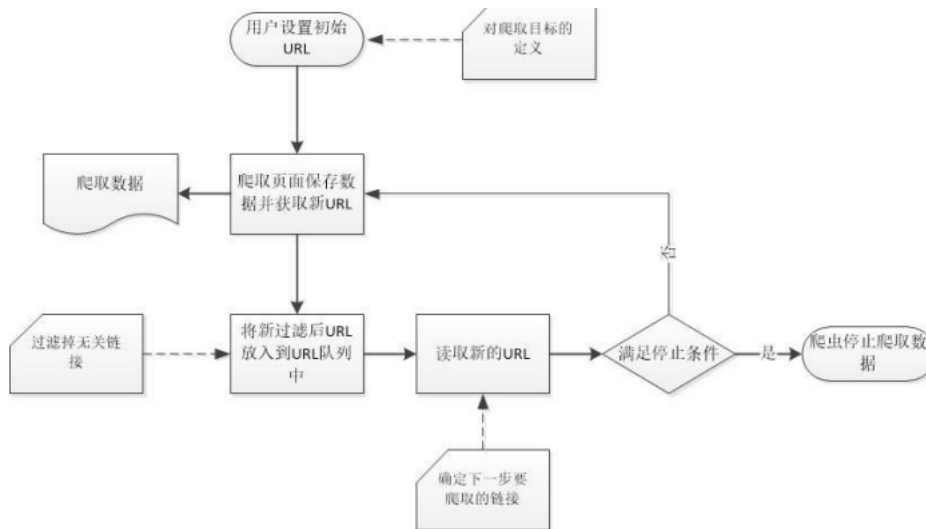 用户设置初始
URL
对爬取目标的
定义
爬取数据
爬取页面保存数
据并获取新URL
否
过滤掉无关链
接
将新过滤后URL
放入到URL队列
中
读取新的URL
满足停止条件
是
爬虫停止爬取数
据
确定下一步要
爬取的链接